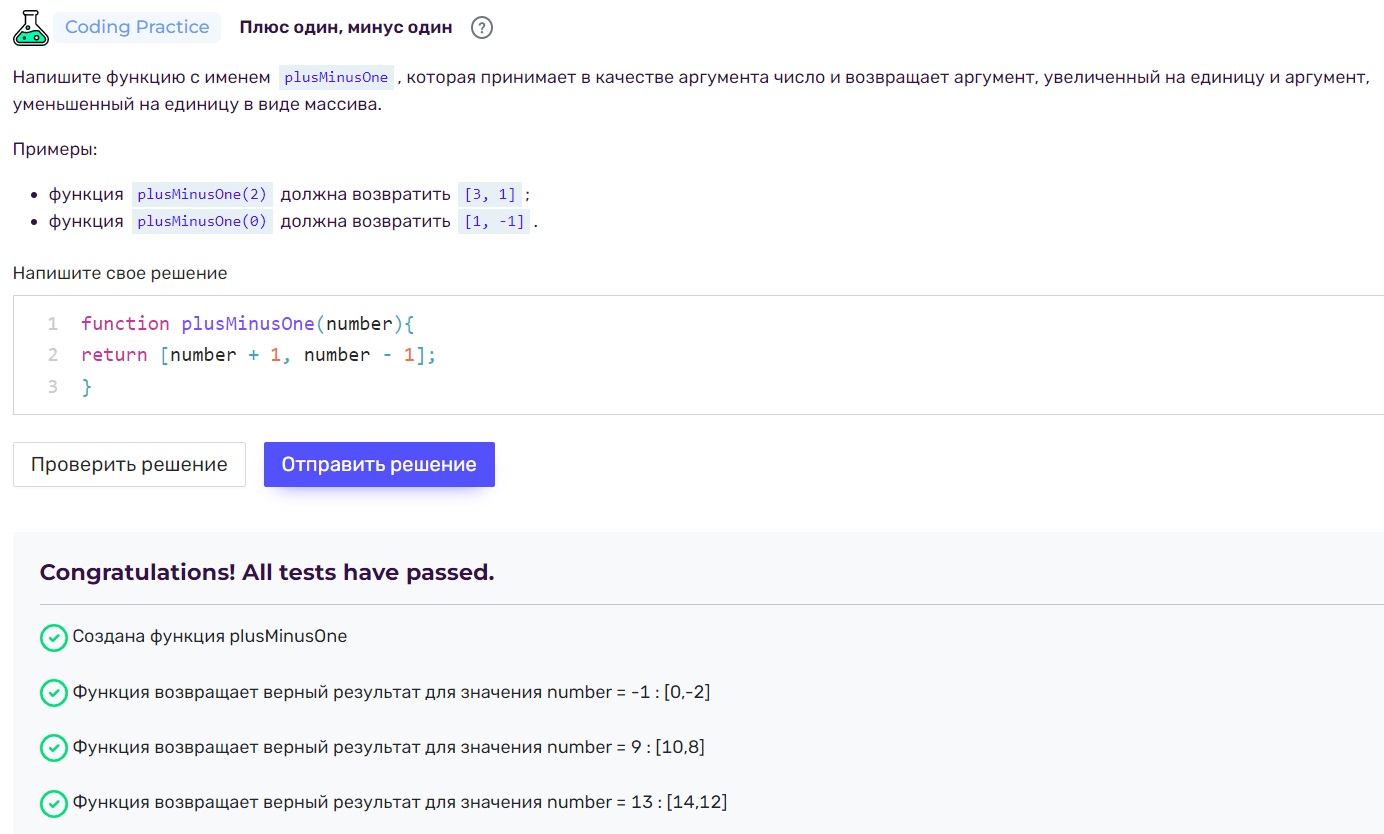 Coding Practice Плюс один, минус один ?
Напишите функцию с именем plusMinusOne , которая принимает в качестве аргумента число и возвращает аргумент, увеличенный на единицу и аргумент,
уменьшенный на единицу в виде массива.
Примеры:
• функция plusMinusOne(2) должна возвратить [3, 1] ;
• функция plusMinusOne(0) должна возвратить [1, -1] .
Напишите свое решение
1 function plusMinusOne(number){
2 return [number + 1, number - 1];
3 }
Проверить решение Отправить решение
Congratulations! All tests have passed.
Создана функция plusMinusOne
Функция возвращает верный результат для значения number = -1 : [0,-2]
Функция возвращает верный результат для значения number = 9 : [10,8]
Функция возвращает верный результат для значения number = 13 : [14,12]